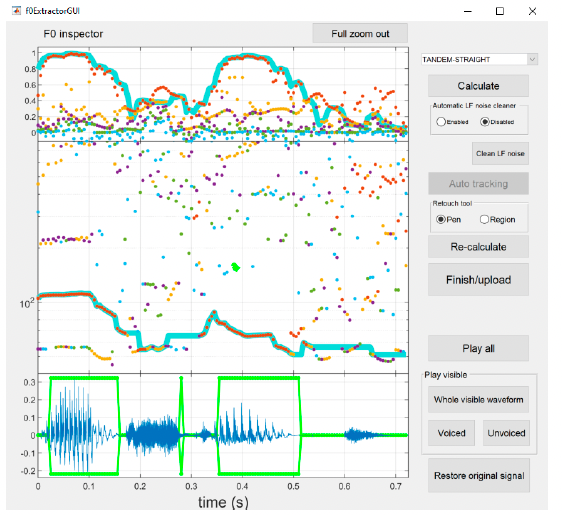 f0ExtractorGUI
F0 inspector
Full zoom out
1
0.8
0.6
0.4
0.2
0
10²
0.3
0.2
0.1
0
-0.1
-0.2
0 0.1 0.2 0.3 0.4 0.5 0.6 0.7
time (s)
TANDEM-STRAIGHT
Calculate
Automatic LF noise cleaner
Enabled Disabled
Clean LF noise
Auto tracking
Retouch tool
Pen Region
Re-calculate
Finish/upload
Play all
Play visible
Whole visible waveform
Voiced Unvoiced
Restore original signal